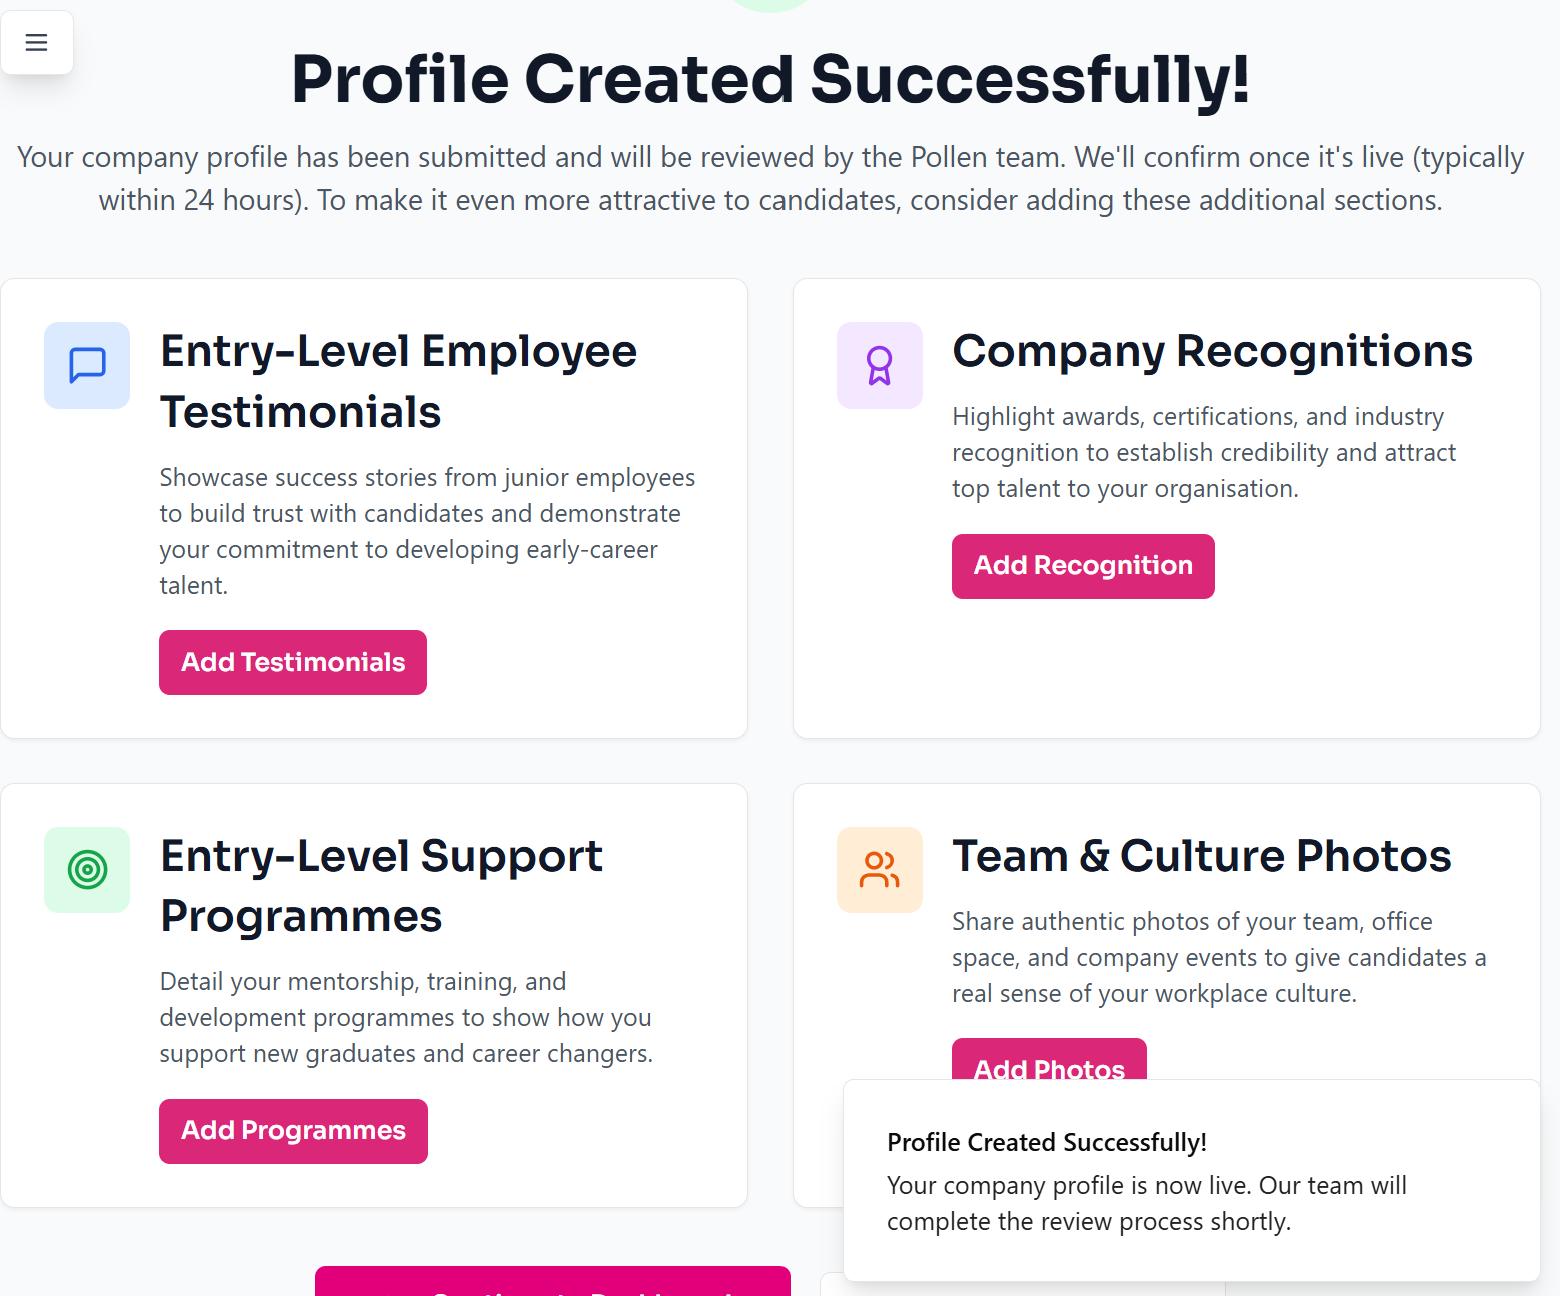 Profile Created Successfully!
Your company profile has been submitted and will be reviewed by the Pollen team. We'll confirm once it's live (typically
within 24 hours). To make it even more attractive to candidates, consider adding these additional sections.
Entry-Level Employee
Testimonials
Showcase success stories from junior employees
to build trust with candidates and demonstrate
your commitment to developing early-career
talent.
Add Testimonials
Company Recognitions
Highlight awards, certifications, and industry
recognition to establish credibility and attract
top talent to your organisation.
Add Recognition
Entry-Level Support
Programmes
Detail your mentorship, training, and
development programmes to show how you
support new graduates and career changers.
Add Programmes
Team & Culture Photos
Share authentic photos of your team, office
space, and company events to give candidates a
real sense of your workplace culture.
Add Photos
Profile Created Successfully!
Your company profile is now live. Our team will
complete the review process shortly.